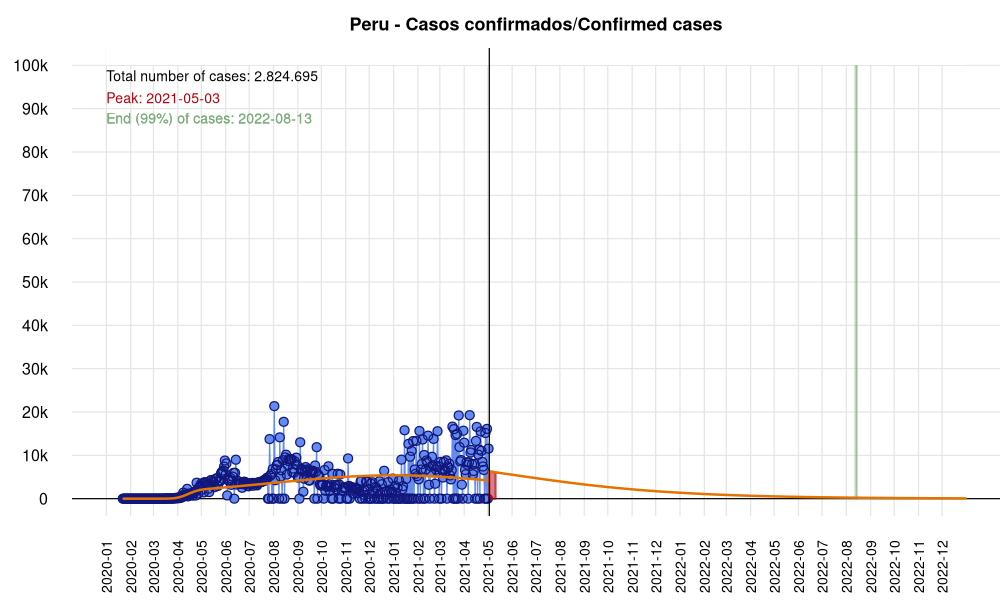 Peru - Casos confirmados/Confirmed cases
Total number of cases: 2.824.695
Peak: 2021-05-03
End (99%) of cases: 2022-08-13
100k
90k
80k
70k
60k
50k
40k
30k
20k
10k
0
2020-01
2020-02
2020-03
2020-04
2020-05
2020-06
2020-07
2020-08
2020-09
2020-10
2020-11
2020-12
2021-01
2021-03
2021-04
2021-05
2021-06
2021-07
2021-08
2021-09
2021-10
2021-11
2021-12
2022-01
2022-02
2022-03
2022-04
2022-05
2022-06
2022-07
2022-08
2022-09
2022-10
2022-11
2022-12